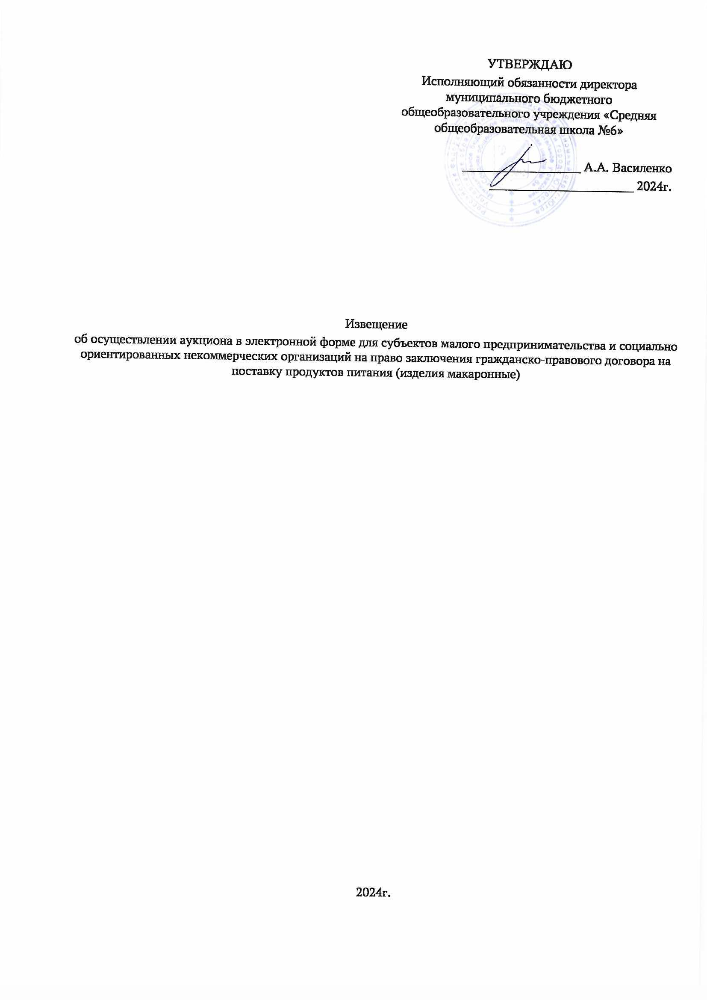 УТВЕРЖДАЮ
Исполняющий обязанности директора
муниципального бюджетного
общеобразовательного учреждения «Средняя
общеобразовательная школа №6»
А.А. Василенко
2024г.
Извещение
об осуществлении аукциона в электронной форме для субъектов малого предпринимательства и социально
ориентированных некоммерческих организаций на право заключения гражданско-правового договора на
поставку продуктов питания (изделия макаронные)
2024г.